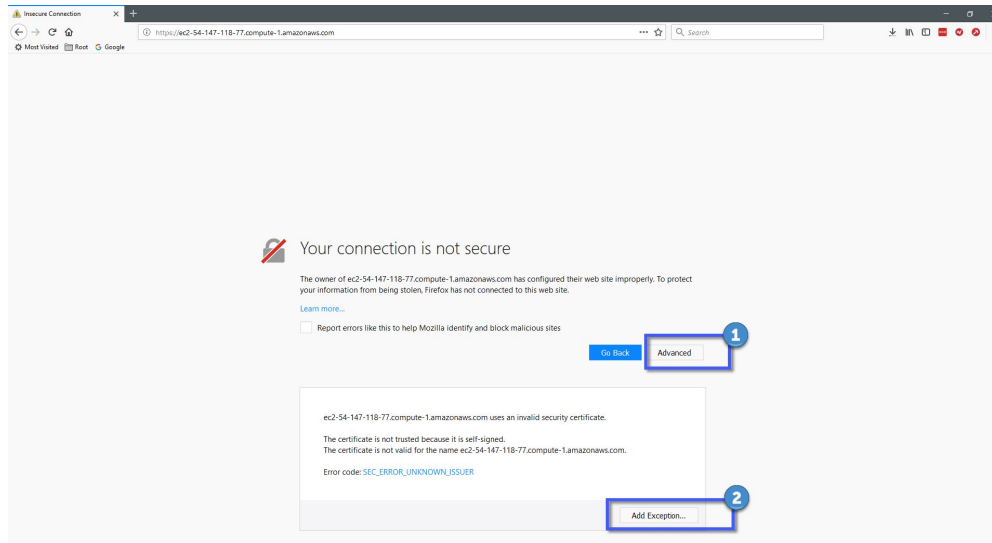 Insecure Connection
https://ec2-54-147-118-77.compute-1.amazonaws.com
Search
Most Visited Root Google
Your connection is not secure
The owner of ec2-54-147-118-77.compute-1.amazonaws.com has configured their web site improperly. To protect
your information from being stolen, Firefox has not connected to this web site.
Learn more...
Report errors like this to help Mozilla identify and block malicious sites
1
Go Back Advanced
ec2-54-147-118-77.compute-1.amazonaws.com uses an invalid security certificate.
The certificate is not trusted because it is self-signed.
The certificate is not valid for the name ec2-54-147-118-77.compute-1.amazonaws.com.
Error code: SEC_ERROR_UNKNOWN_ISSUER
2
Add Exception...